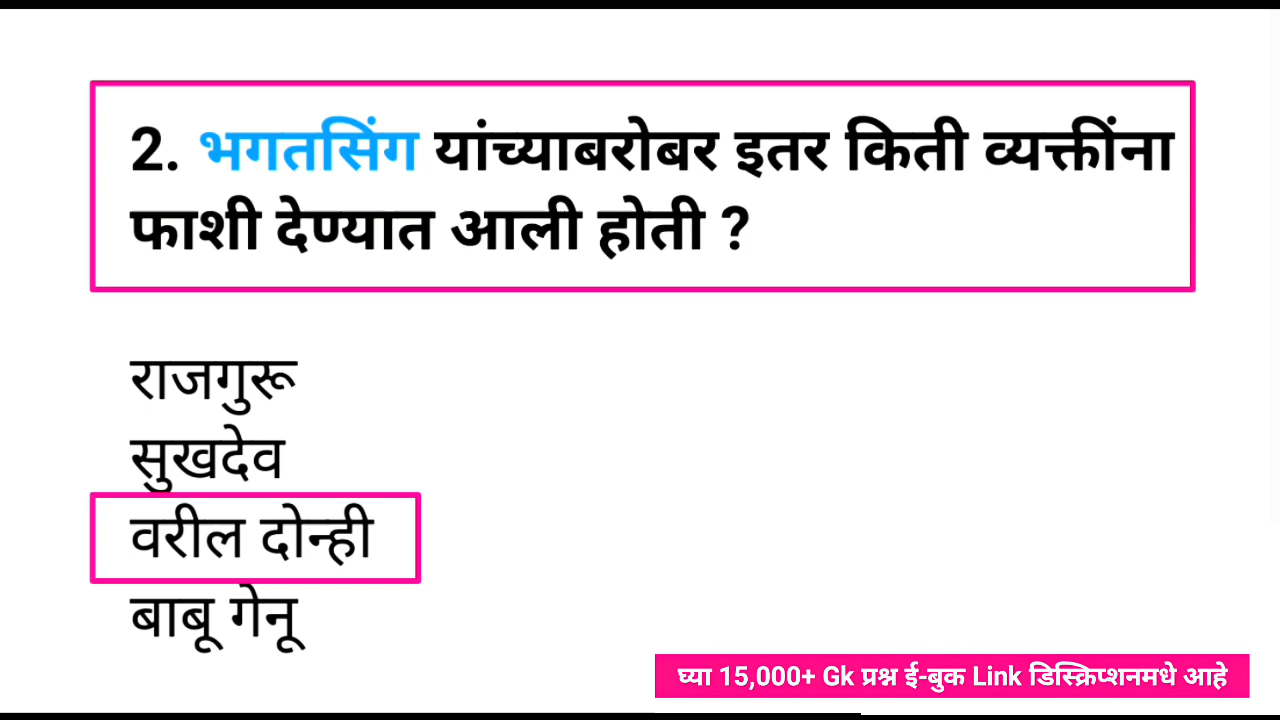 2. भगतसिंग यांच्याबरोबर इतर किती व्यक्तींना
फाशी देण्यात आली होती ?
राजगुरू
सुखदेव
वरील दोन्ही
बाबू गेनू
घ्या 15,000+ Gk प्रश्न ई-बुक Link डिस्क्रिप्शनमधे आहे